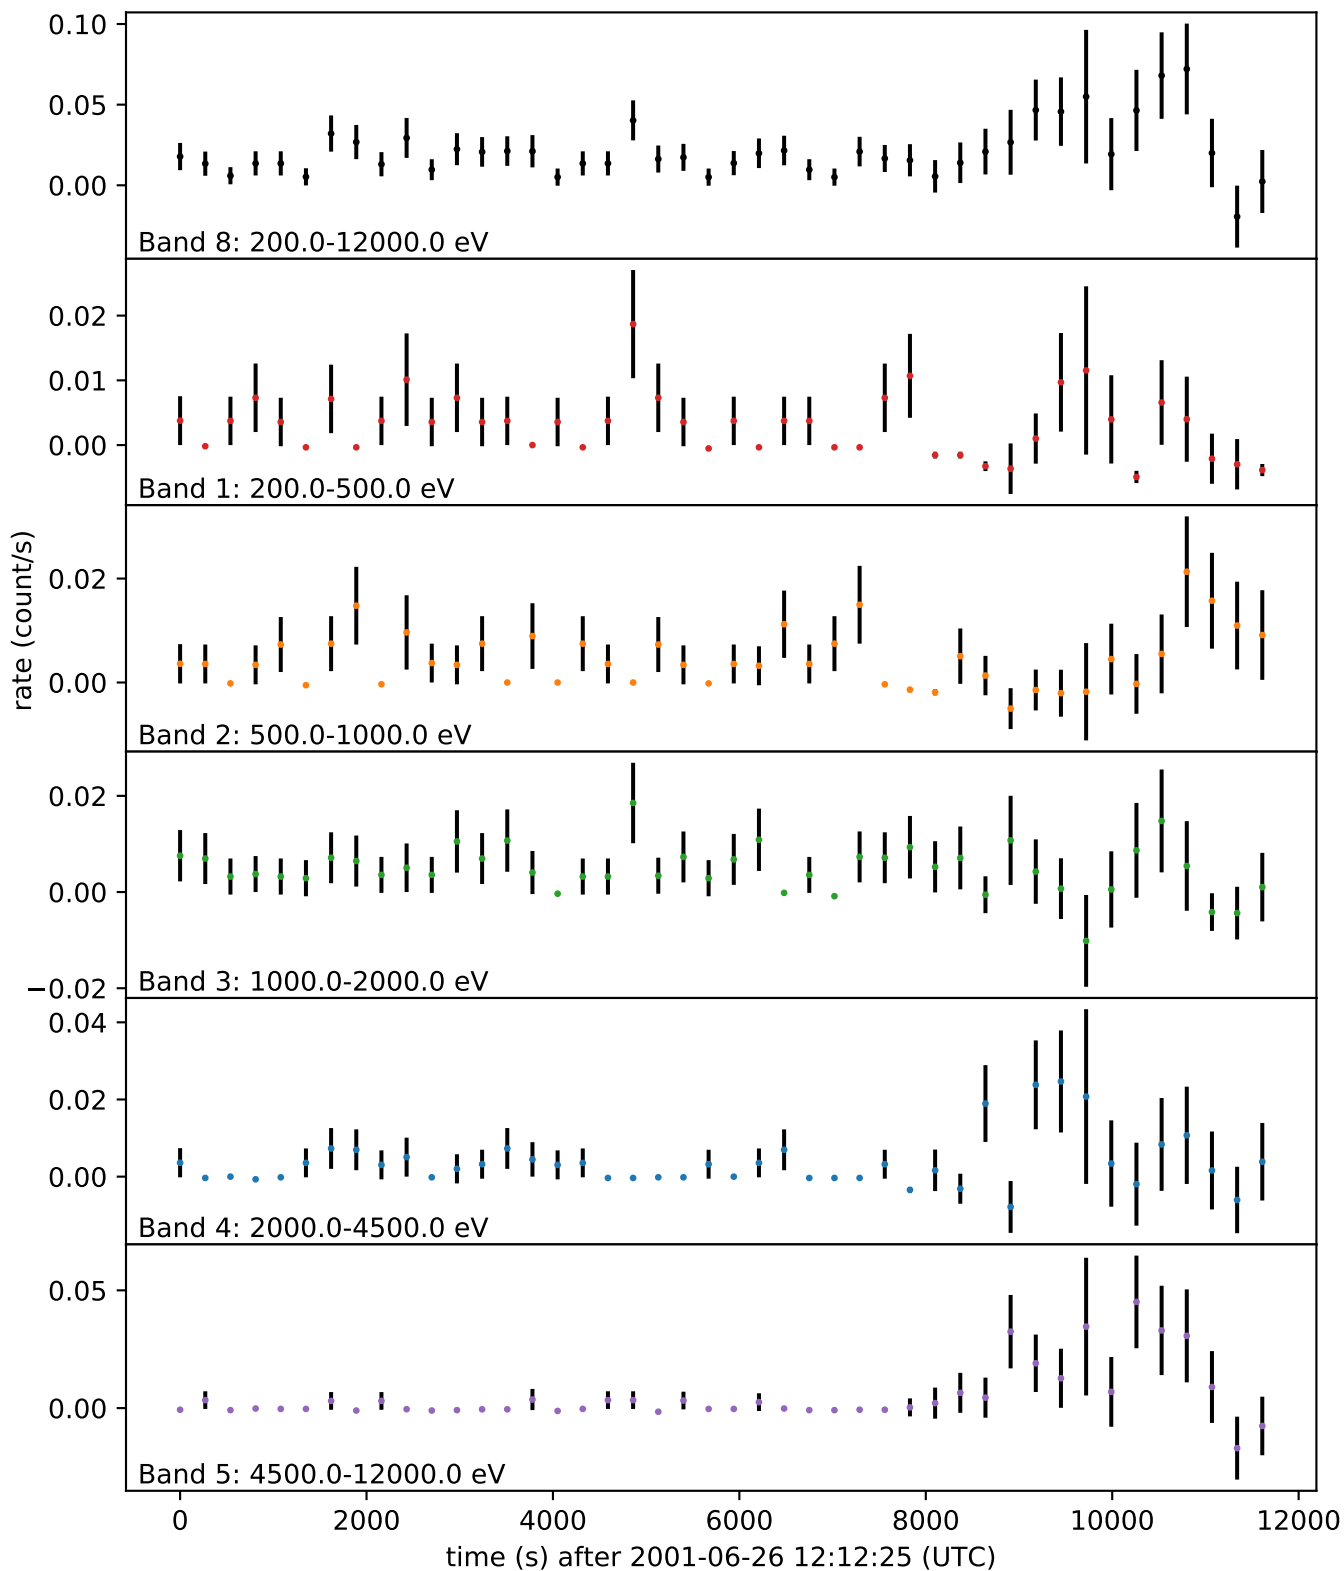 0.10
0.05
0.00
Band 8: 200.0-12000.0 eV
0.02
0.01
0.00
Band 1: 200.0-500.0 eV
rate (count/s)
0.02
0.00
Band 2: 500.0-1000.0 eV
0.02
0.00
−0.02
Band 3: 1000.0-2000.0 eV
0.04
0.02
0.00
Band 4: 2000.0-4500.0 eV
0.05
0.00
Band 5: 4500.0-12000.0 eV
0 2000 4000 6000 8000 10000 12000
time (s) after 2001-06-26 12:12:25 (UTC)